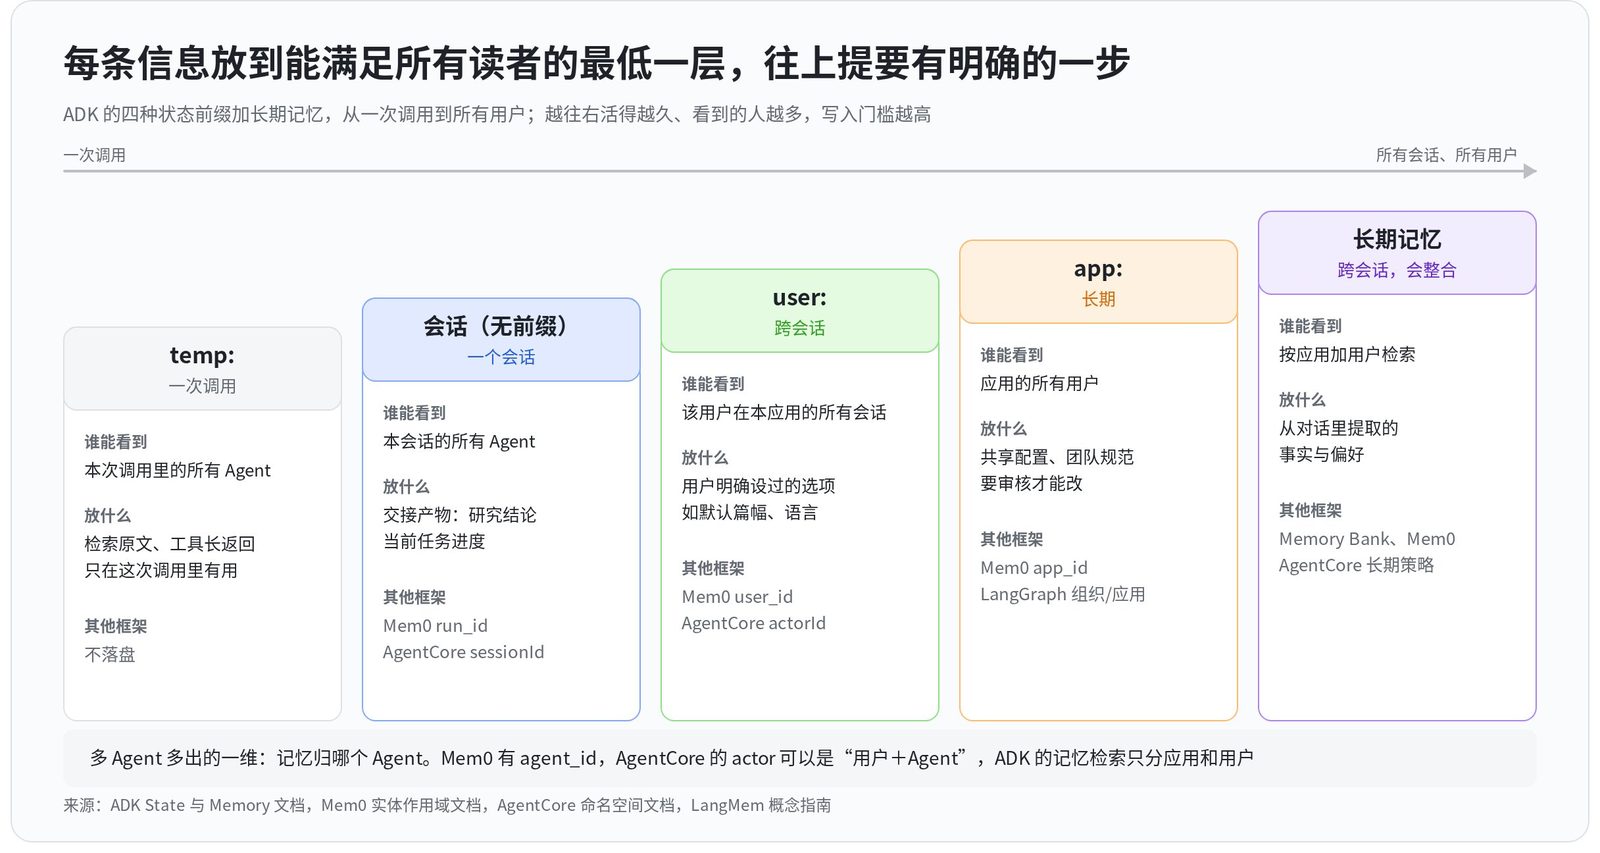 每条信息放到能满足所有读者的最低一层，往上提要有明确的一步
ADK 的四种状态前缀加长期记忆，从一次调用到所有用户；越往右活得越久、看到的人越多，写入门槛越高
一次调用
所有会话、所有用户
temp:
一次调用
谁能看到
本次调用里的所有 Agent
放什么
检索原文、工具长返回
只在这次调用里有用
其他框架
不落盘
会话（无前缀）
一个会话
谁能看到
本会话的所有 Agent
放什么
交接产物：研究结论
当前任务进度
其他框架
Mem0 run_id
AgentCore sessionId
user:
跨会话
谁能看到
该用户在本应用的所有会话
放什么
用户明确设过的选项
如默认篇幅、语言
其他框架
Mem0 user_id
AgentCore actorId
app:
长期
谁能看到
应用的所有用户
放什么
共享配置、团队规范
要审核才能改
其他框架
Mem0 app_id
LangGraph 组织/应用
长期记忆
跨会话，会整合
谁能看到
按应用加用户检索
放什么
从对话里提取的
事实与偏好
其他框架
Memory Bank、Mem0
AgentCore 长期策略
多 Agent 多出的一维：记忆归哪个 Agent。Mem0 有 agent_id，AgentCore 的 actor 可以是“用户＋Agent”，ADK 的记忆检索只分应用和用户
来源：ADK State 与 Memory 文档，Mem0 实体作用域文档，AgentCore 命名空间文档，LangMem 概念指南